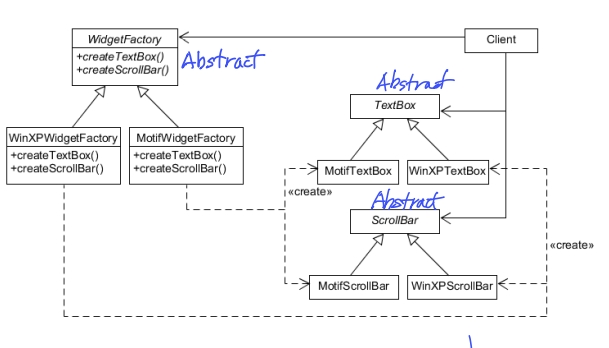 WidgetFactory
+createTextBox()
+createScrollBar()
Abstract
Client
Abstract
TextBox
WinXPWidgetFactory
+createTextBox()
+createScrollBar()
MotifWidgetFactory
+createTextBox()
+createScrollBar()
MotifTextBox
WinXPTextBox
«create»
Abstract
ScrollBar
«create»
MotifScrollBar
WinXPScrollBar